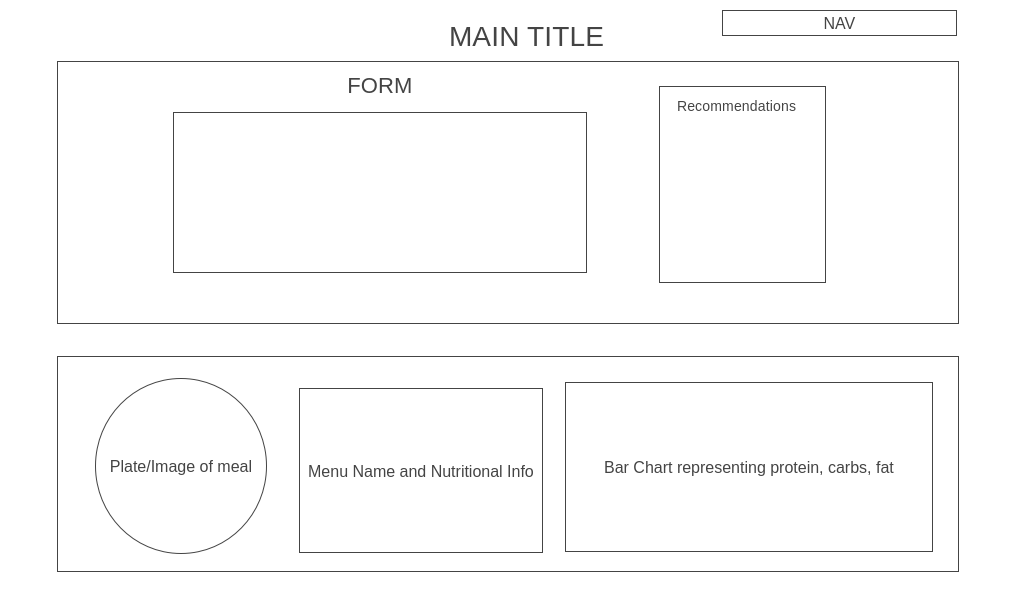 NAV
MAIN TITLE
FORM
Recommendations
Plate/Image of meal
Menu Name and Nutritional Info
Bar Chart representing protein, carbs, fat